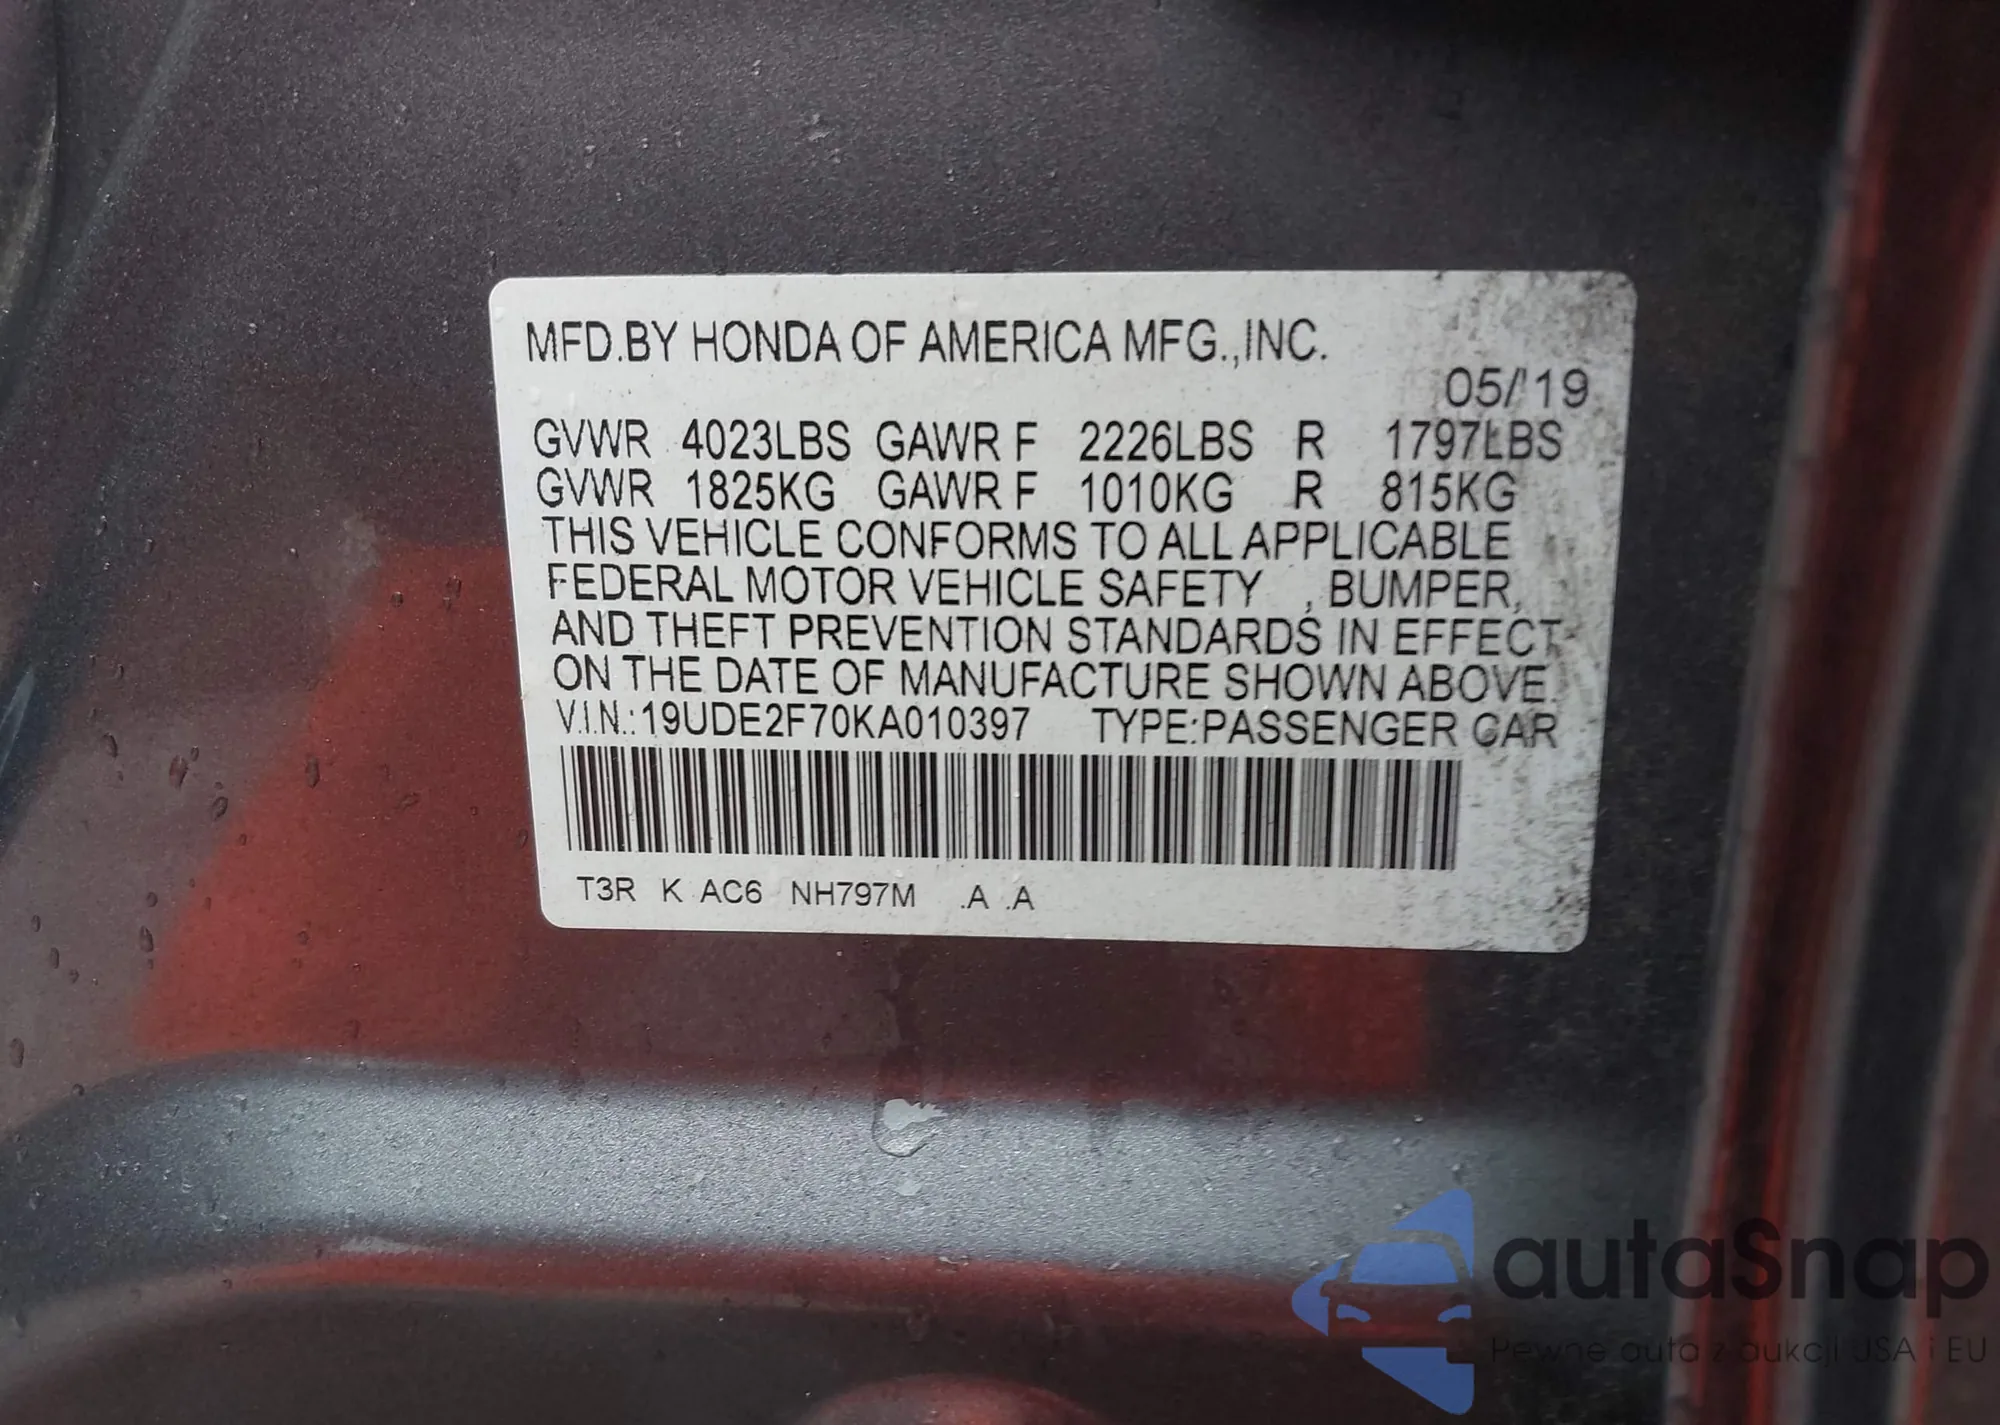 MFD.BY HONDA OF AMERICA MFG.,INC.
05/'19
GVWR 4023LBS GAWR F 2226LBS R 1797LBS
GVWR 1825KG GAWR F 1010KG R 815KG
THIS VEHICLE CONFORMS TO ALL APPLICABLE
FEDERAL MOTOR VEHICLE SAFETY , BUMPER,
AND THEFT PREVENTION STANDARDS IN EFFECT
ON THE DATE OF MANUFACTURE SHOWN ABOVE.
V.I.N.:19UDE2F70KA010397 TYPE:PASSENGER CAR
T3R K AC6 NH797M .A .A
autaSnap
Pewne auta z aukcji USA i EU